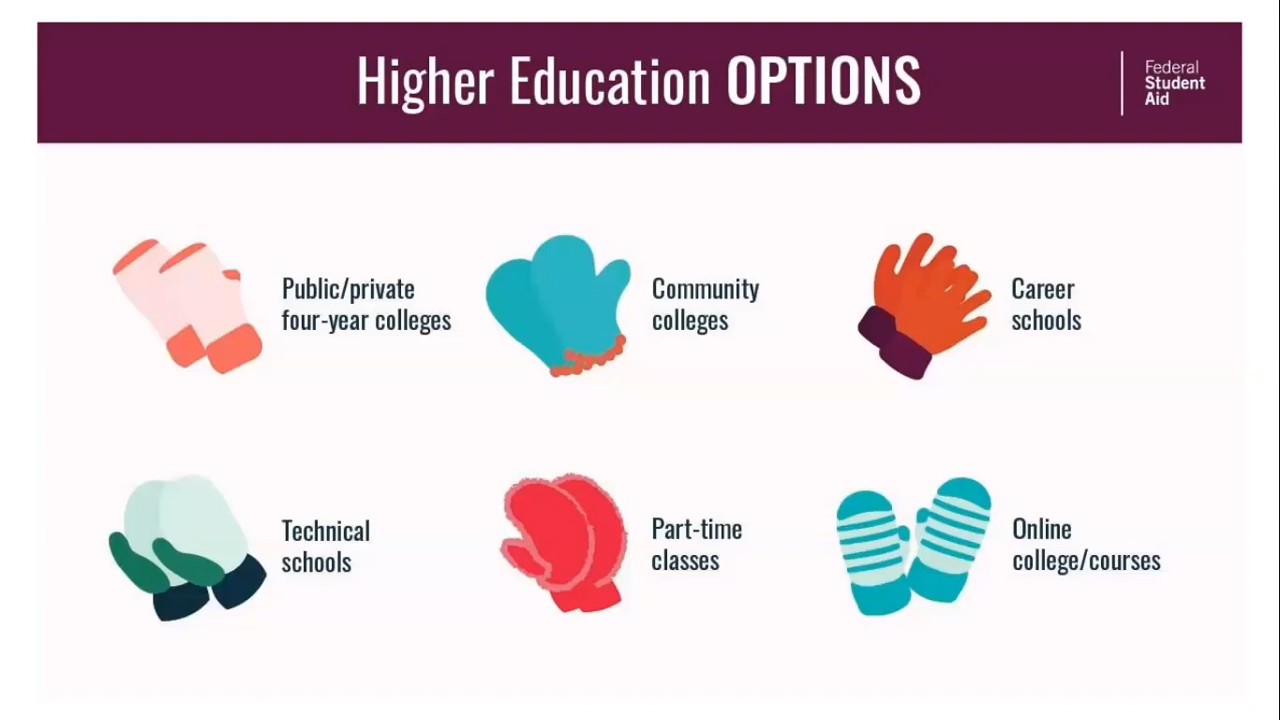 Higher Education OPTIONS
Federal
Student
Aid
Public/private
four-year colleges
Community
colleges
Career
schools
Technical
schools
Part-time
classes
Online
college/courses